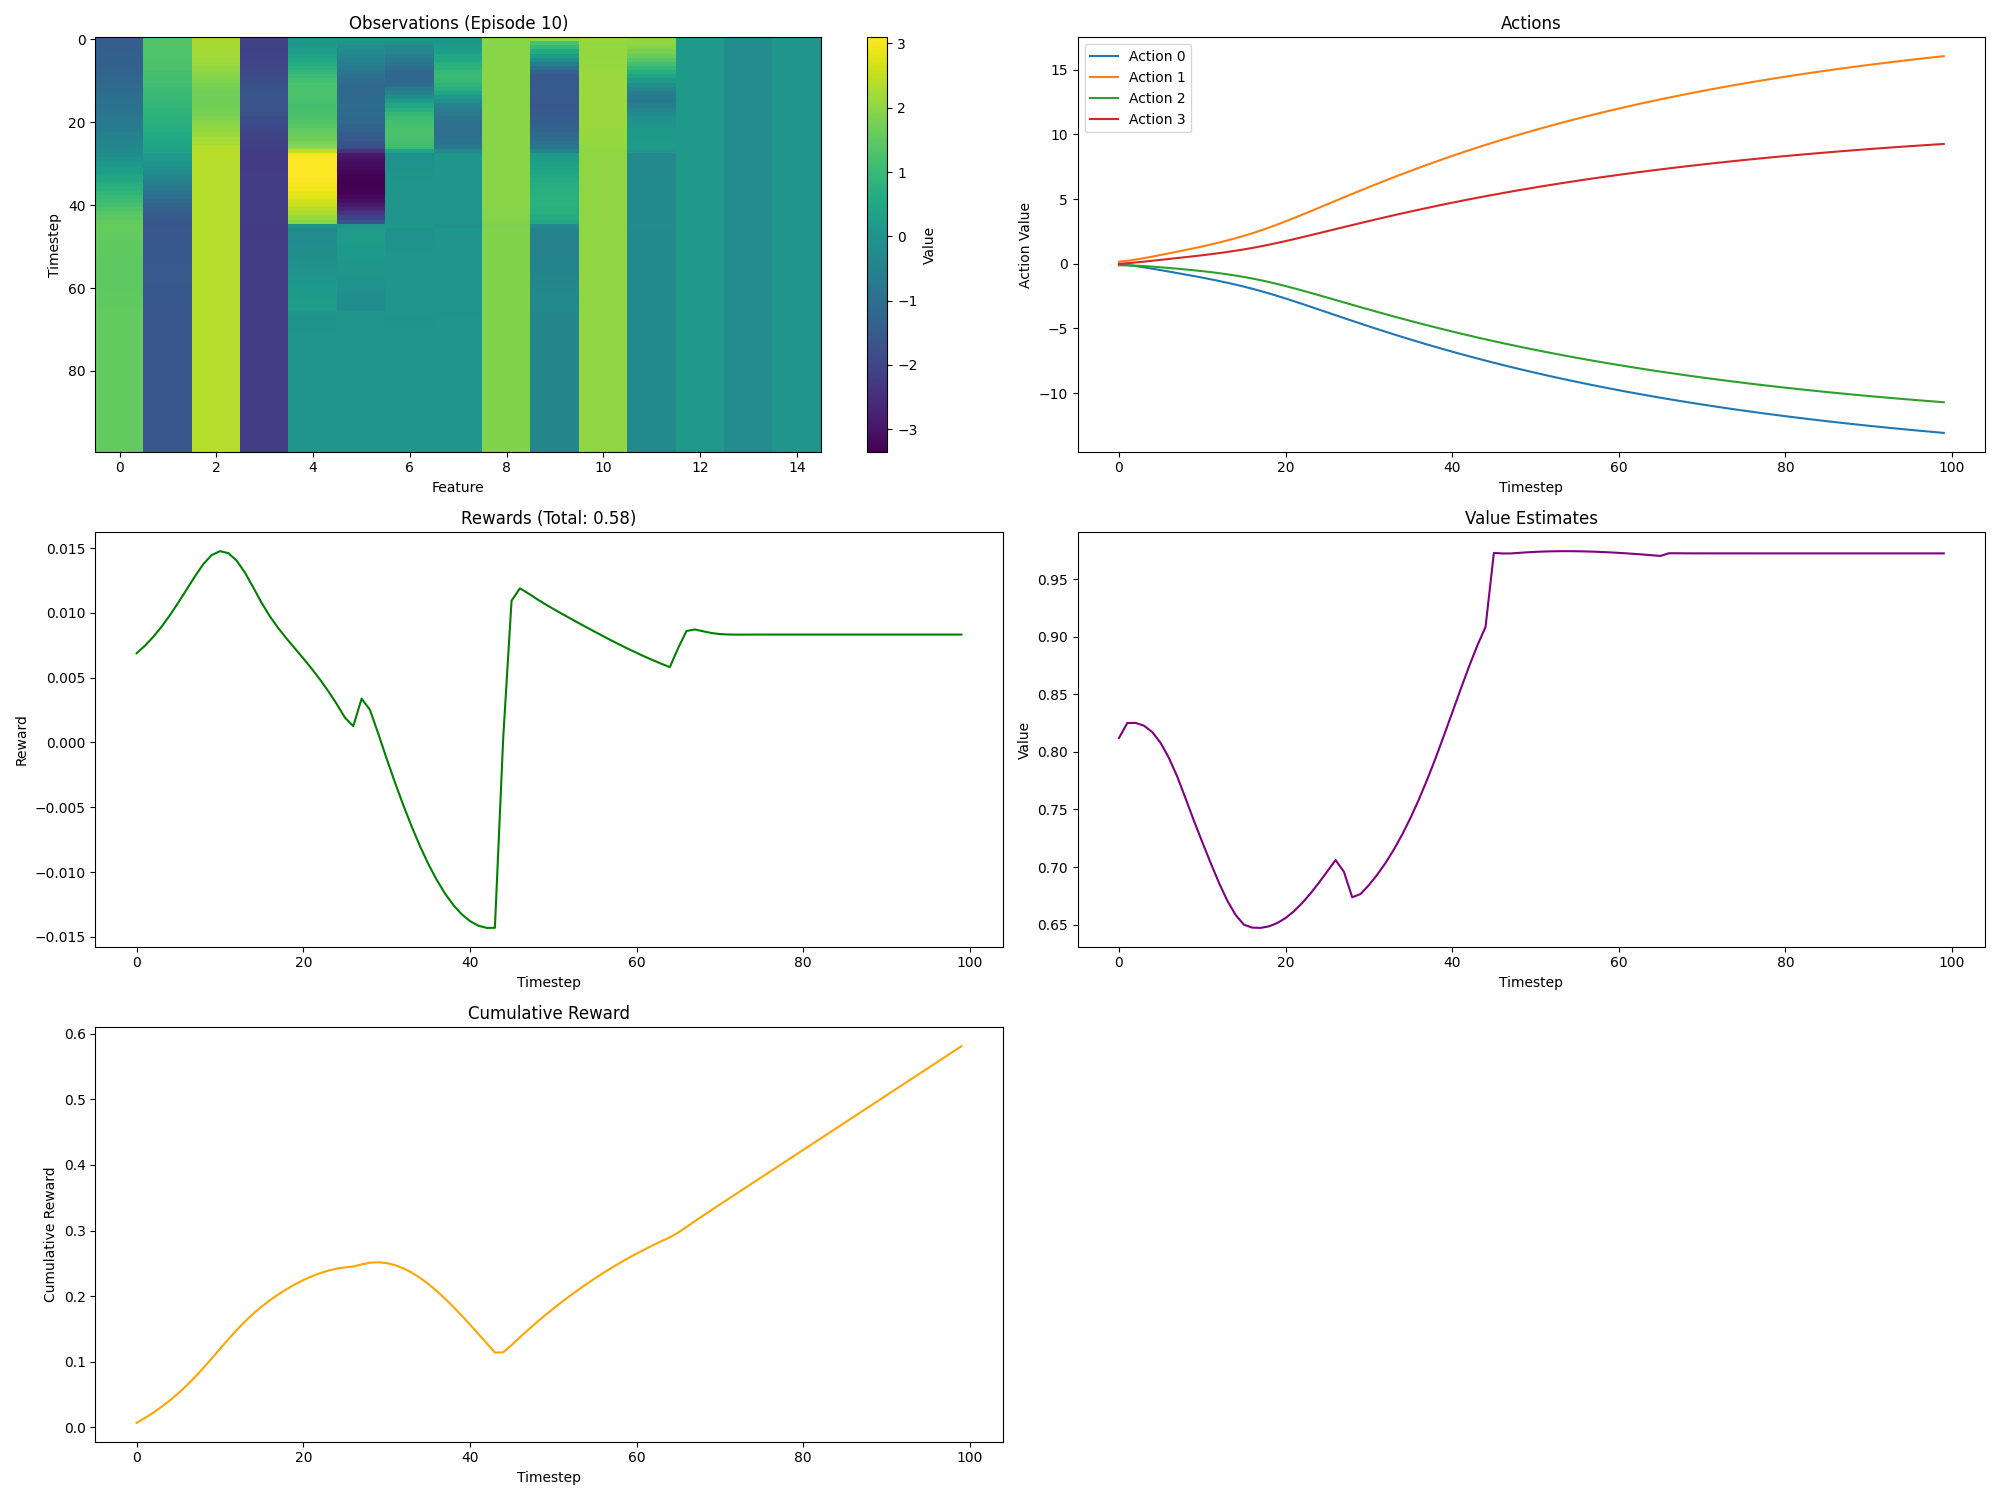 Observations (Episode 10)
0
20
40
60
80
Timestep
0 2 4 6 8 10 12 14
Feature
3
2
1
0
−1
−2
−3
Value
Actions
Action 0
Action 1
Action 2
Action 3
15
10
5
0
−5
−10
Action Value
0 20 40 60 80 100
Timestep
Rewards (Total: 0.58)
0.015
0.010
0.005
0.000
−0.005
−0.010
−0.015
Reward
0 20 40 60 80 100
Timestep
Value Estimates
0.95
0.90
0.85
0.80
0.75
0.70
0.65
Value
0 20 40 60 80 100
Timestep
Cumulative Reward
0.6
0.5
0.4
0.3
0.2
0.1
0.0
Cumulative Reward
0 20 40 60 80 100
Timestep